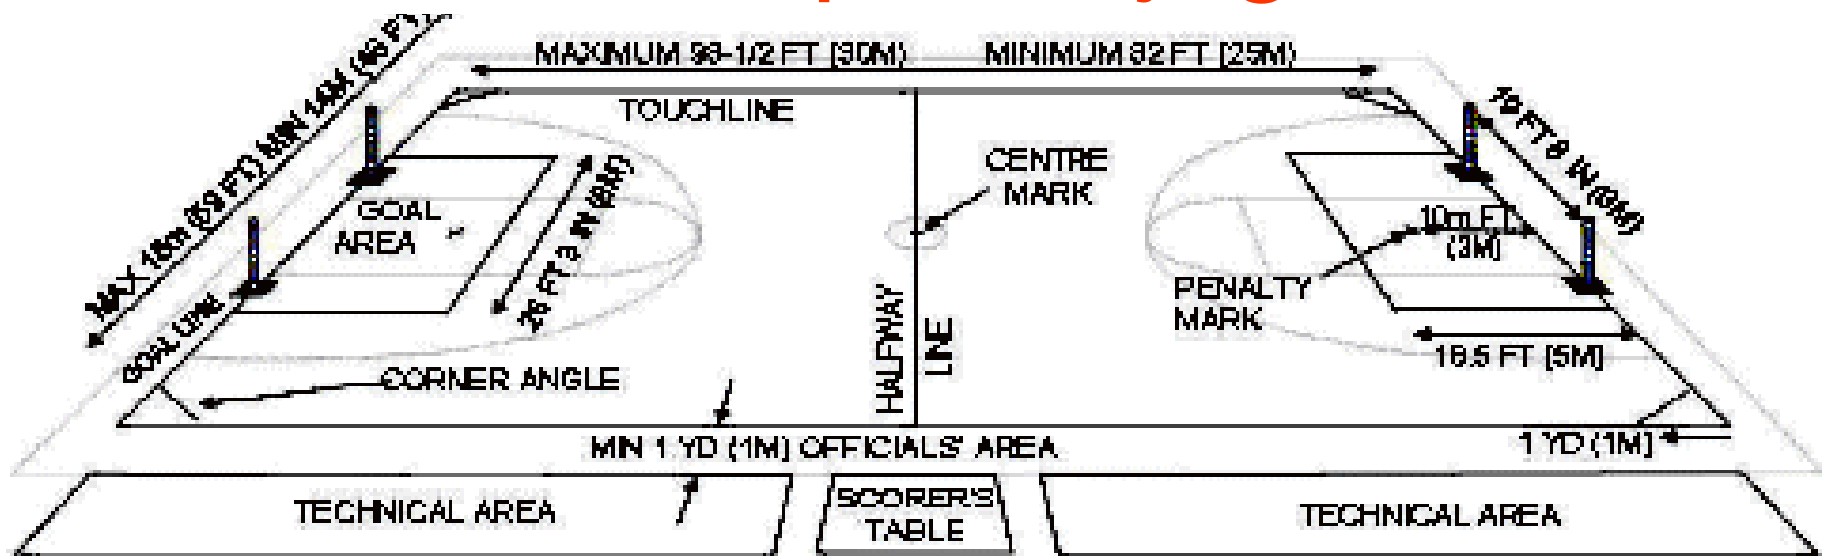 MAXIMUM 98-1/2 FT (30M) MINIMUM 82 FT (25M)
TOUCHLINE
CENTRE
MARK
GOAL
AREA
26 FT 3 IN (8M)
(3M)
PENALTY
MARK
HALFWAY
LINE
GOAL LINE
16.5 FT (5M)
CORNER ANGLE
MIN 1 YD (1M) OFFICIALS' AREA
1 YD (1M)
TECHNICAL AREA
SCORER'S
TABLE
TECHNICAL AREA